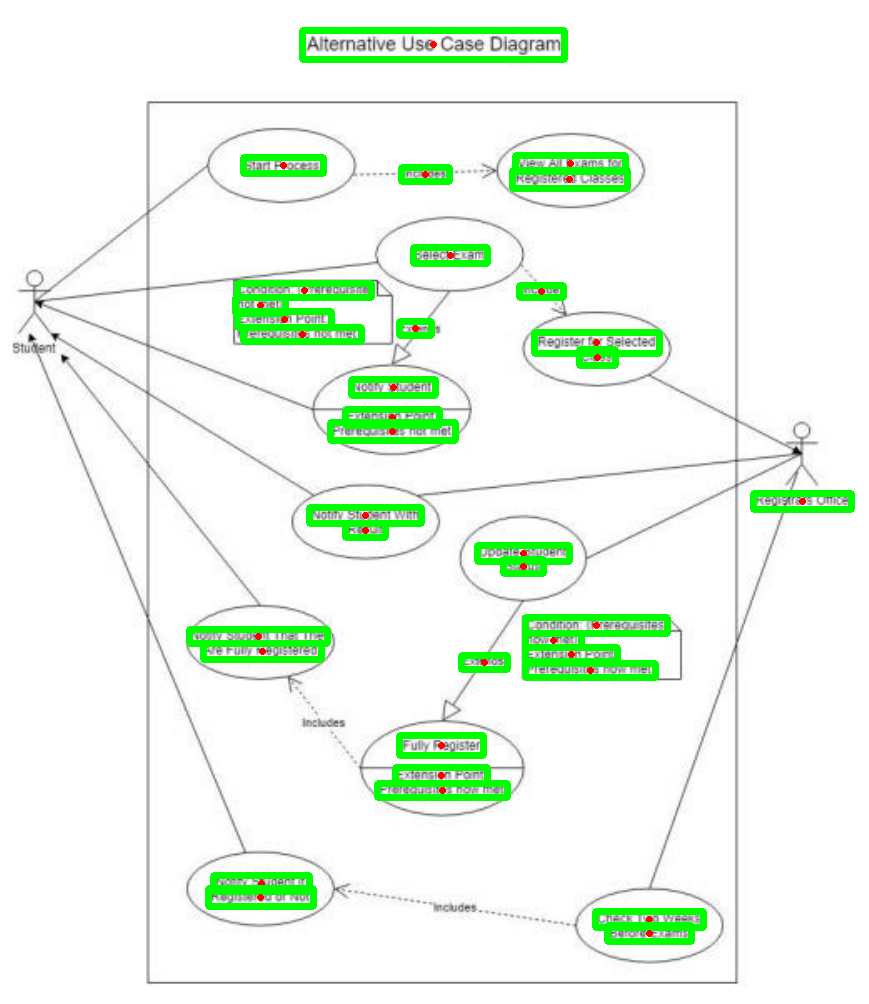 Alternative Use Case Diagram
Start Process
Includes
View All Exams for
Registered Classes
Select Exam
Include
Condition: {Prerequisite
not met}
Extension Point:
Prerequisites not met
Extends
Register for Selected
Class
Student
Notify Student
Extension Point
Prerequisites not met
Registrars Office
Notify Student With
Result
Update Student
Status
Condition: {Prerequisites
now met}
Extension Point:
Prerequisites now met
Notify Student That The
Are Fully Registered
Extends
Includes
Fully Register
Extension Point
Prerequisites now met
Notify Student If
Registered or Not
Includes
Check Two Weeks
Before Exams